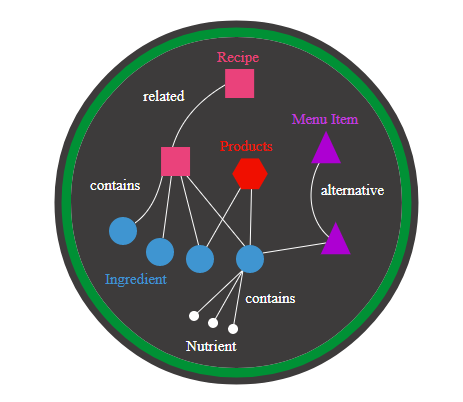 Recipe
related
Menu Item
Products
contains
alternative
Ingredient
contains
Nutrient